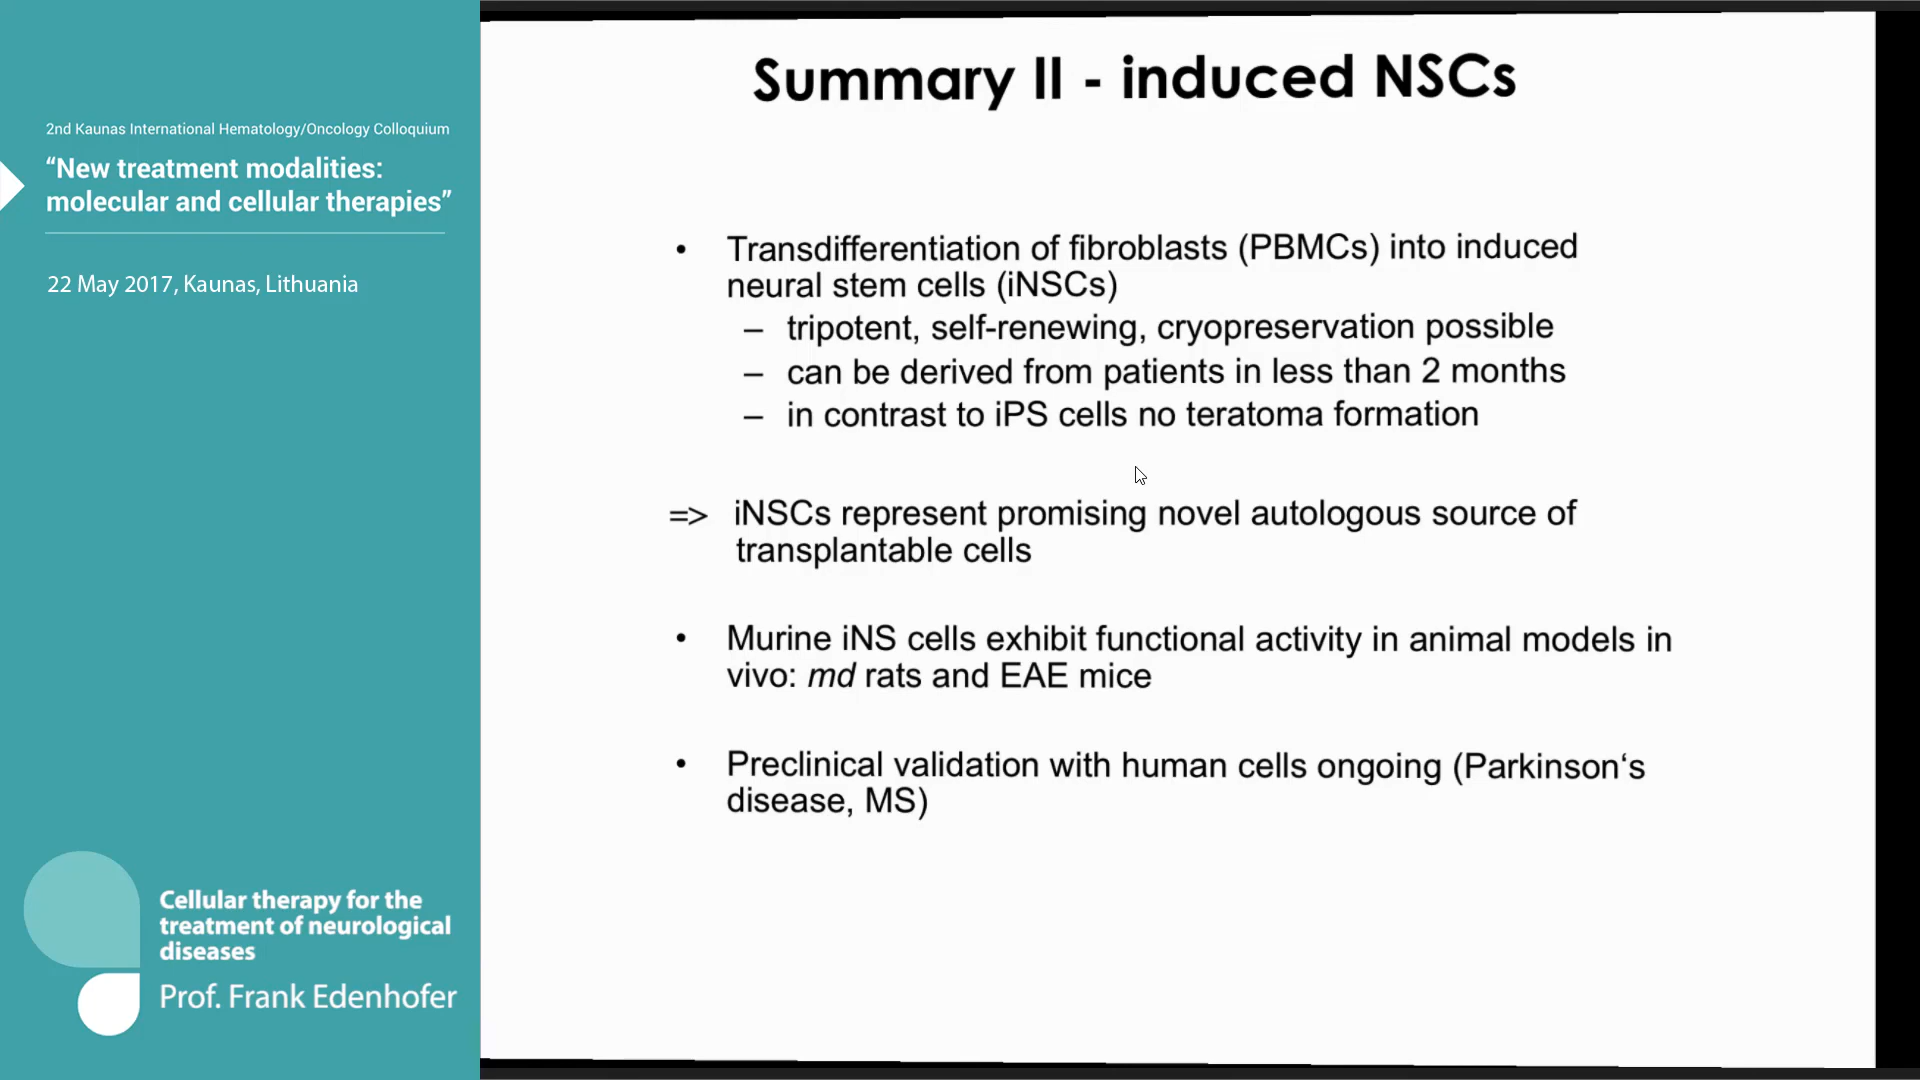 2nd Kaunas International Hematology/Oncology Colloquium
“New treatment modalities:
molecular and cellular therapies”
22 May 2017, Kaunas, Lithuania
Cellular therapy for the
treatment of neurological
diseases
Prof. Frank Edenhofer
Summary II - induced NSCs
• Transdifferentiation of fibroblasts (PBMCs) into induced
neural stem cells (iNSCs)
– tripotent, self-renewing, cryopreservation possible
– can be derived from patients in less than 2 months
– in contrast to iPS cells no teratoma formation
=> iNSCs represent promising novel autologous source of
transplantable cells
• Murine iNS cells exhibit functional activity in animal models in
vivo: md rats and EAE mice
• Preclinical validation with human cells ongoing (Parkinson‘s
disease, MS)